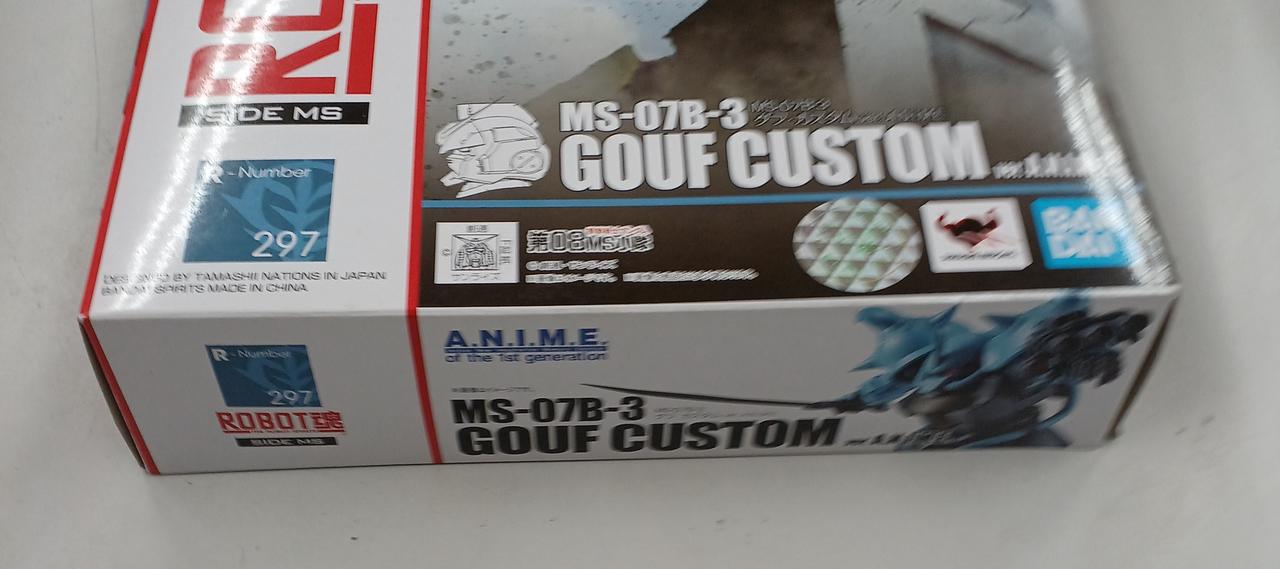 SIDE MS
R-Number
297
DESIGNED BY TAMASHII NATIONS IN JAPAN
BANDAI SPIRITS MADE IN CHINA
MS-07B-3
GOUF CUSTOM ver. A.N.I.M.E.
第08MS小隊
BANDAI
R-Number
297
ROBOT魂
SIDE MS
A.N.I.M.E.
of the 1st generation
MS-07B-3
GOUF CUSTOM